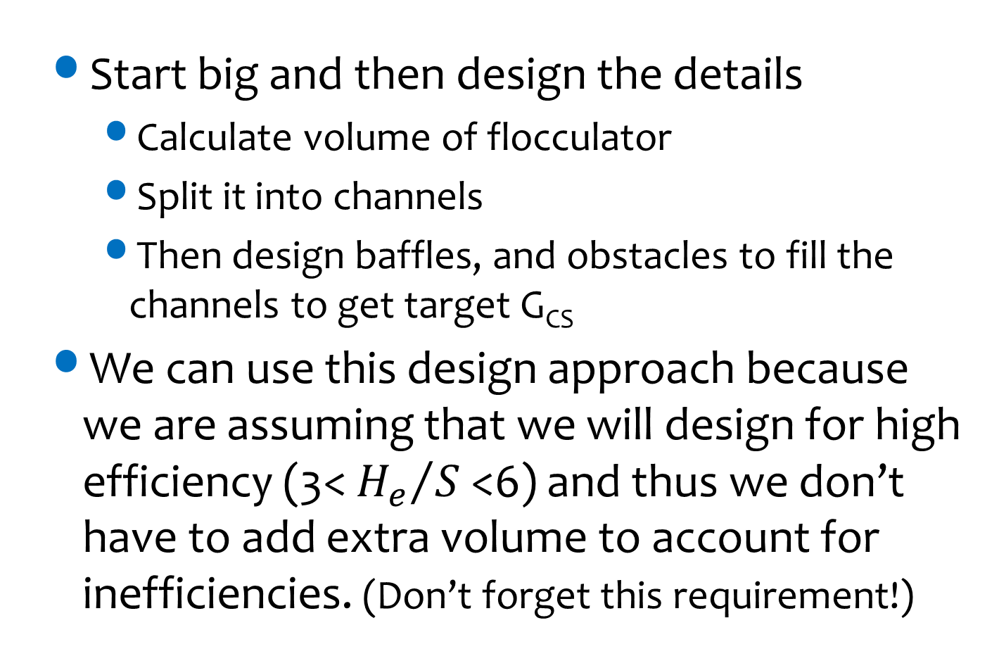 • Start big and then design the details
• Calculate volume of flocculator
• Split it into channels
• Then design baffles, and obstacles to fill the
channels to get target G_CS
• We can use this design approach because
we are assuming that we will design for high
efficiency (3< H_e/S <6) and thus we don’t
have to add extra volume to account for
inefficiencies. (Don’t forget this requirement!)